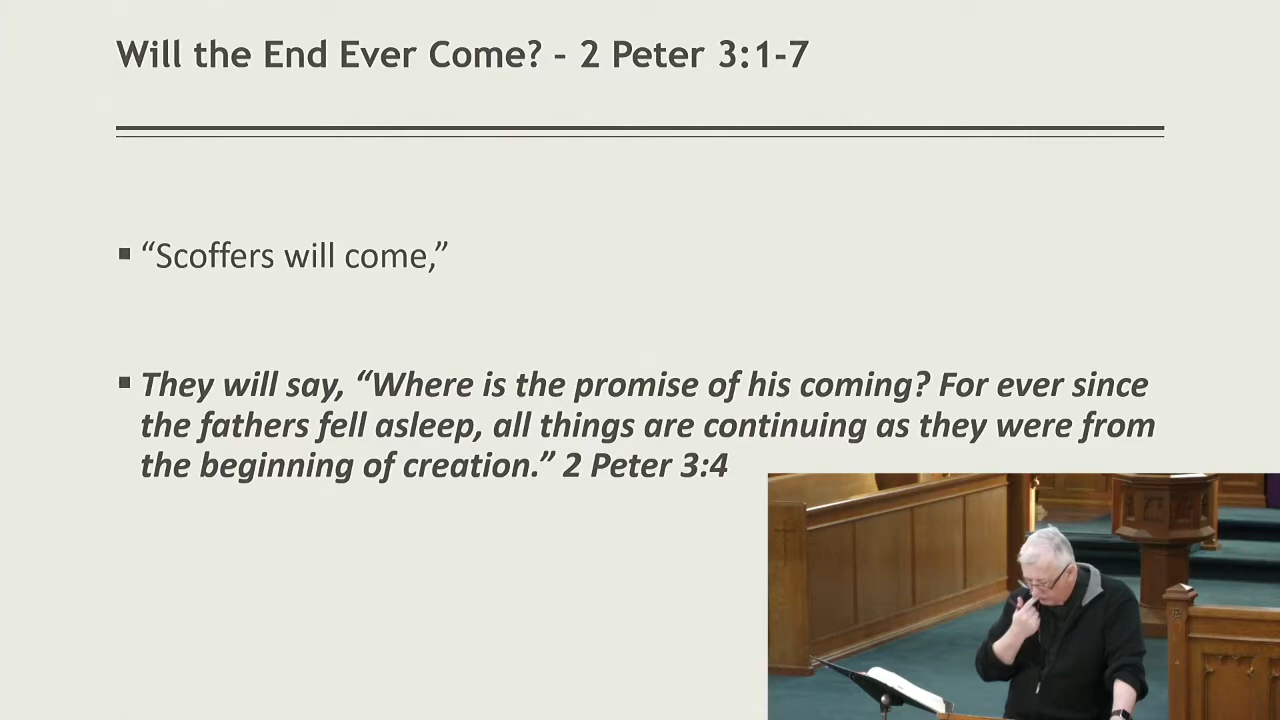 Will the End Ever Come? – 2 Peter 3:1-7
▪ “Scoffers will come,”
▪ They will say, “Where is the promise of his coming? For ever since
the fathers fell asleep, all things are continuing as they were from
the beginning of creation.” 2 Peter 3:4